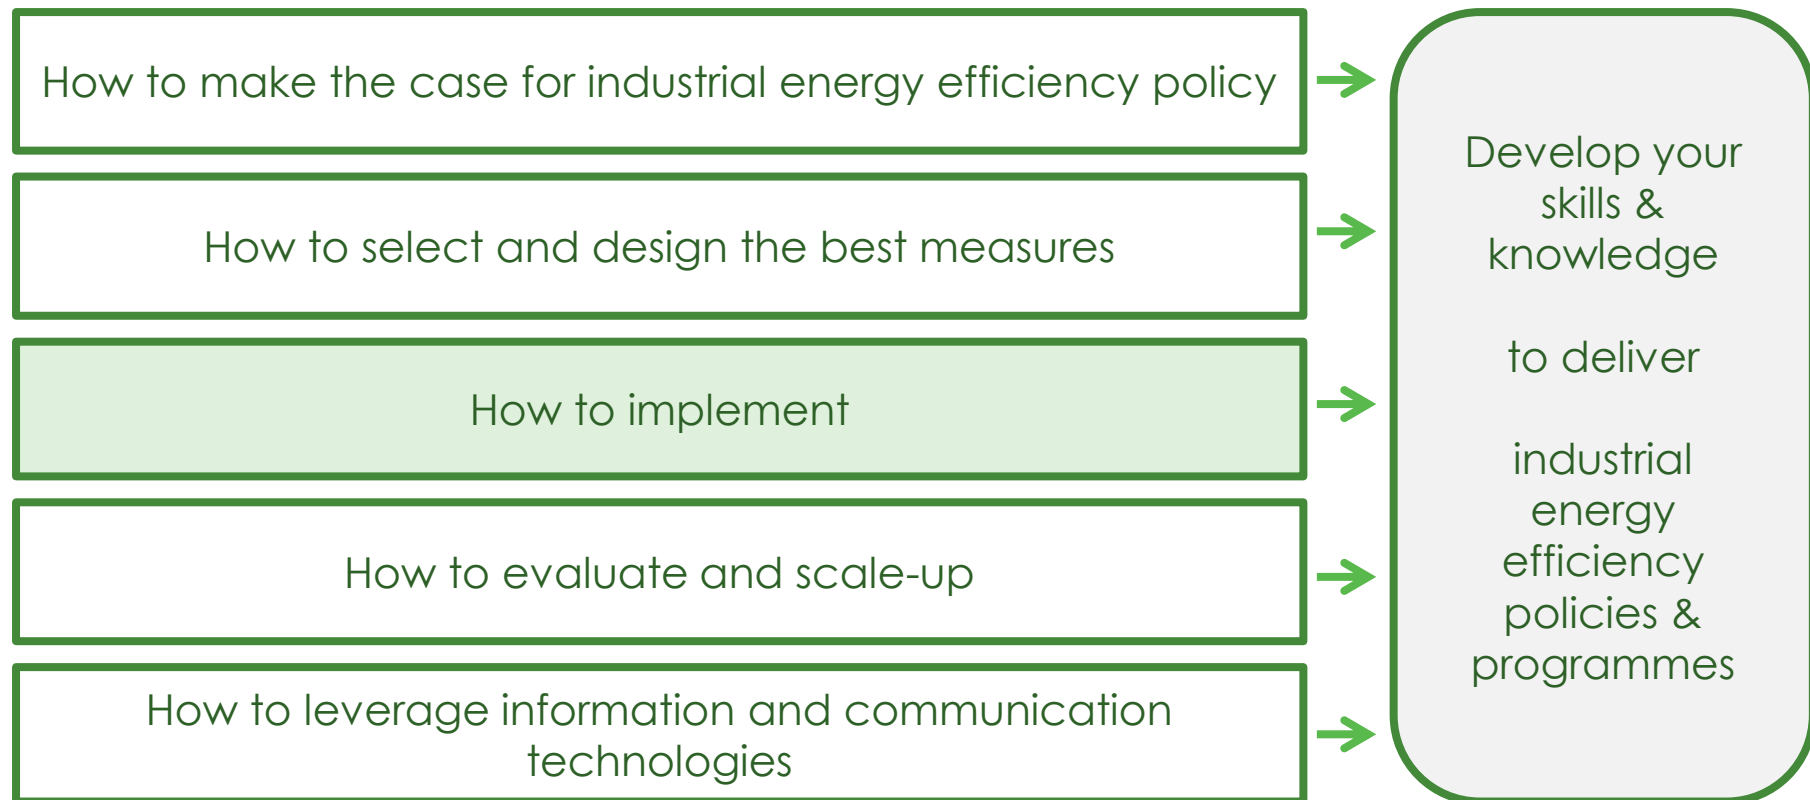 How to make the case for industrial energy efficiency policy
How to select and design the best measures
How to implement
How to evaluate and scale-up
How to leverage information and communication
technologies
Develop your
skills &
knowledge
to deliver
industrial
energy
efficiency
policies &
programmes